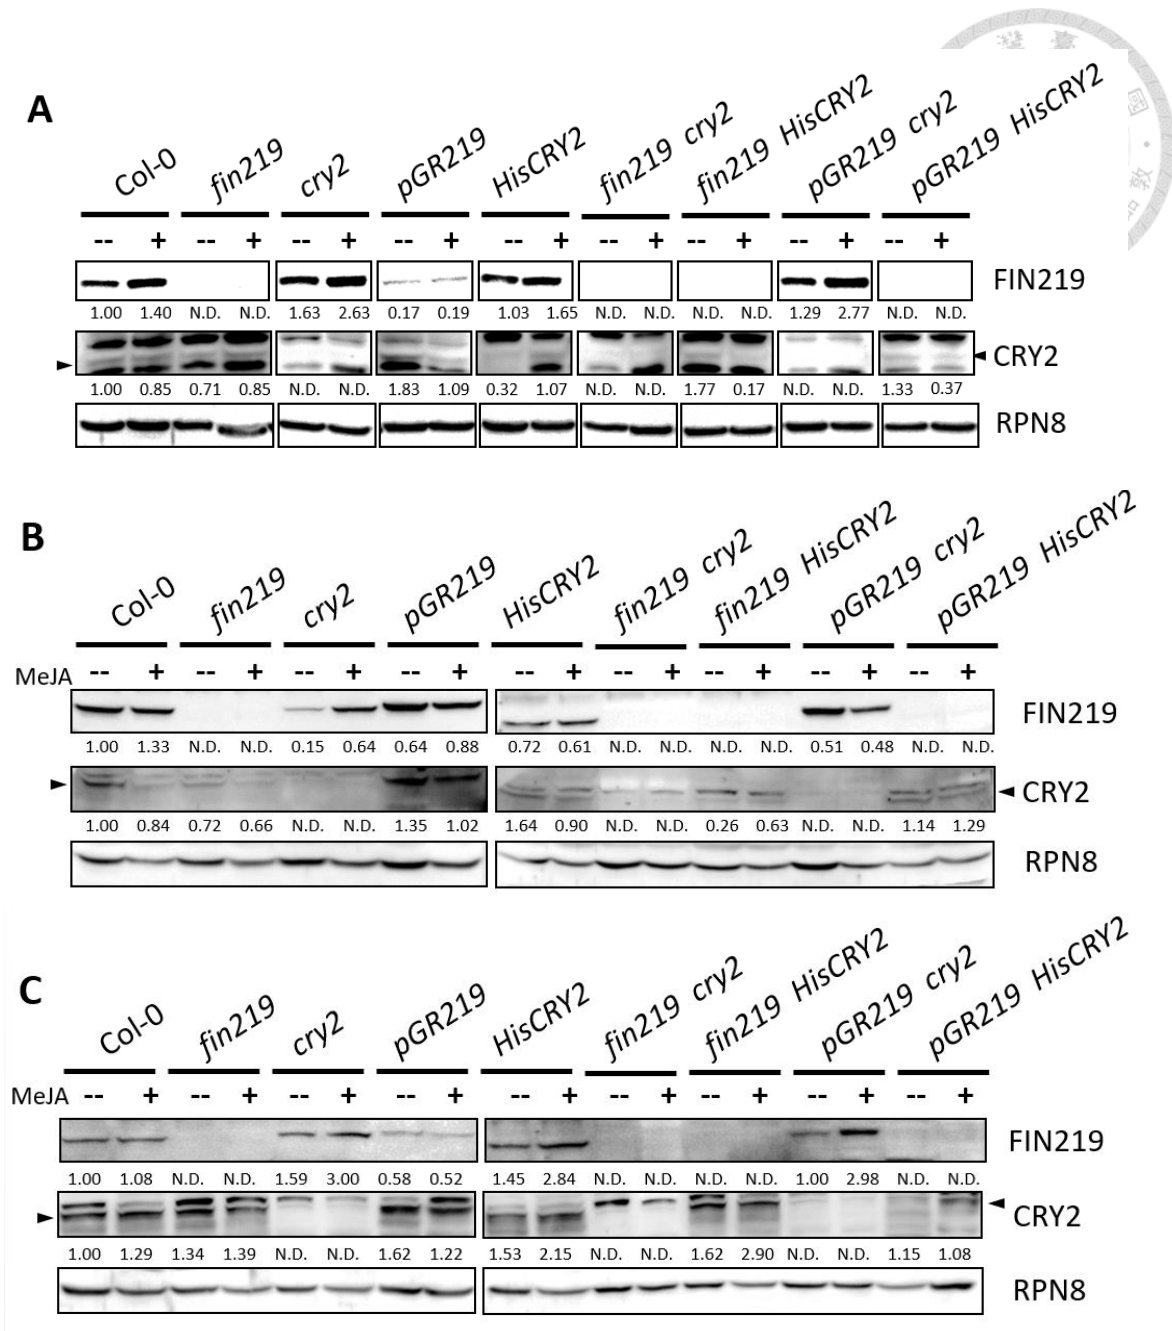 A
Col-0 fin219 cry2 pGR219 HisCRY2 fin219 cry2 fin219 HisCRY2 pGR219 cry2 pGR219 HisCRY2
-- + -- + -- + -- + -- + -- + -- + -- + -- +
FIN219
1.00 1.40 N.D. N.D. 1.63 2.63 0.17 0.19 1.03 1.65 N.D. N.D. N.D. N.D. 1.29 2.77 N.D. N.D.
CRY2
1.00 0.85 0.71 0.85 N.D. N.D. 1.83 1.09 0.32 1.07 N.D. N.D. 1.77 0.17 N.D. N.D. 1.33 0.37
RPN8
B
Col-0 fin219 cry2 pGR219 HisCRY2 fin219 cry2 fin219 HisCRY2 pGR219 cry2 pGR219 HisCRY2
MeJA -- + -- + -- + -- + -- + -- + -- + -- + -- +
FIN219
1.00 1.33 N.D. N.D. 0.15 0.64 0.64 0.88 0.72 0.61 N.D. N.D. N.D. N.D. 0.51 0.48 N.D. N.D.
CRY2
1.00 0.84 0.72 0.66 N.D. N.D. 1.35 1.02 1.64 0.90 N.D. N.D. 0.26 0.63 N.D. N.D. 1.14 1.29
RPN8
C
Col-0 fin219 cry2 pGR219 HisCRY2 fin219 cry2 fin219 HisCRY2 pGR219 cry2 pGR219 HisCRY2
MeJA -- + -- + -- + -- + -- + -- + -- + -- + -- +
FIN219
1.00 1.08 N.D. N.D. 1.59 3.00 0.58 0.52 1.45 2.84 N.D. N.D. N.D. N.D. 1.00 2.98 N.D. N.D.
CRY2
1.00 1.29 1.34 1.39 N.D. N.D. 1.62 1.22 1.53 2.15 N.D. N.D. 1.62 2.90 N.D. N.D. 1.15 1.08
RPN8